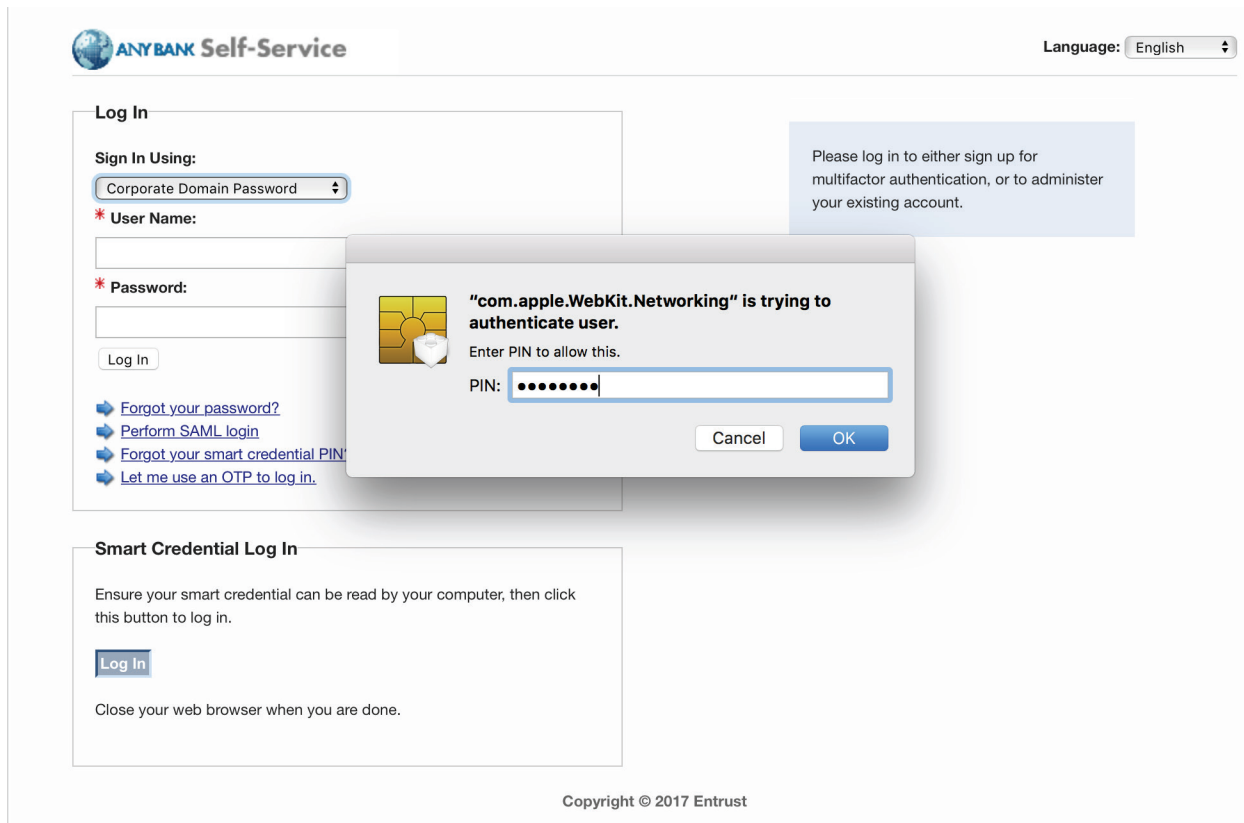 ANY BANK Self-Service
Language: English
Log In
Sign In Using:
Corporate Domain Password
* User Name:
* Password:
Log In
Forgot your password?
Perform SAML login
Forgot your smart credential PIN
Let me use an OTP to log in.
Please log in to either sign up for
multifactor authentication, or to administer
your existing account.
“com.apple.WebKit.Networking“ is trying to
authenticate user.
Enter PIN to allow this.
PIN: ••••••••
Cancel OK
Smart Credential Log In
Ensure your smart credential can be read by your computer, then click
this button to log in.
Log In
Close your web browser when you are done.
Copyright © 2017 Entrust